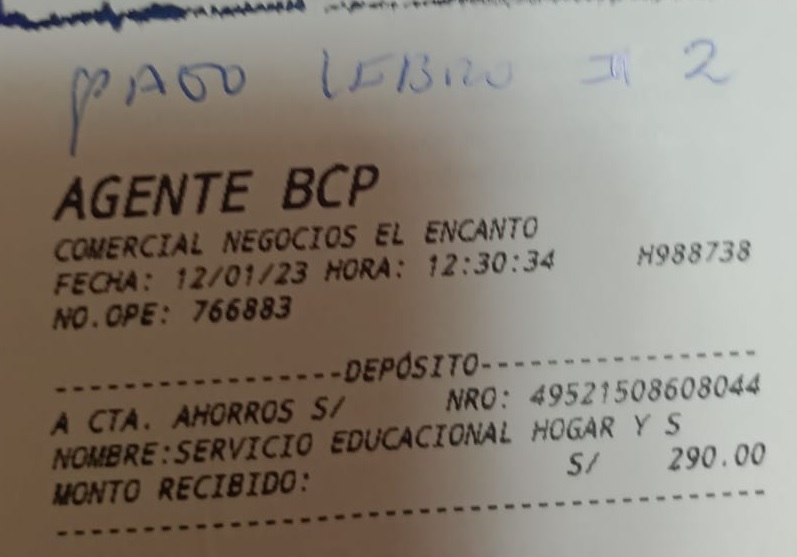 PAGO LEBRO II 2
AGENTE BCP
COMERCIAL NEGOCIOS EL ENCANTO
FECHA: 12/01/23 HORA: 12:30:34 H988738
NO.OPE: 766883
------------------DEPÓSITO-----------------
A CTA. AHORROS S/ NRO: 49521508608044
NOMBRE:SERVICIO EDUCACIONAL HOGAR Y S
MONTO RECIBIDO: S/ 290.00